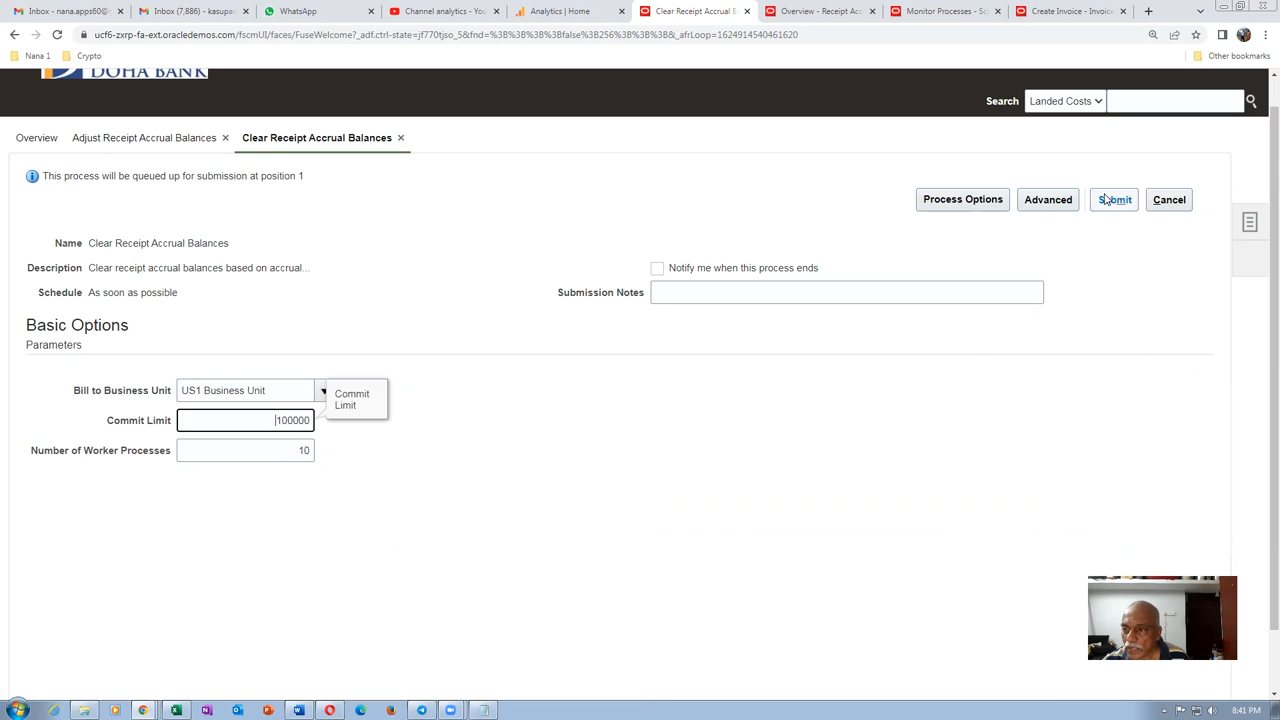 Inbox - nana.apps60@
Inbox (7,886) - kasupar
WhatsApp
Channel analytics - You
Analytics | Home
Clear Receipt Accrual B
Overview - Receipt Acc
Monitor Processes - Sc
Create Invoice - Invoice
ucf6-zxrp-fa-ext.oracledemos.com/fscmUI/faces/FuseWelcome?_adf.ctrl-state=jf770tjso_5&fnd=%3B%3B%3B%3Bfalse%3B256%3B%3B%3B&_afrLoop=1624914540461620
Nana 1
Crypto
Other bookmarks
DOHA BANK
Search
Landed Costs
Overview
Adjust Receipt Accrual Balances
Clear Receipt Accrual Balances
This process will be queued up for submission at position 1
Process Options
Advanced
Submit
Cancel
Name Clear Receipt Accrual Balances
Description Clear receipt accrual balances based on accrual...
Notify me when this process ends
Schedule As soon as possible
Submission Notes
Basic Options
Parameters
Bill to Business Unit US1 Business Unit
Commit Limit
Commit Limit 100000
Number of Worker Processes 10
8:41 PM